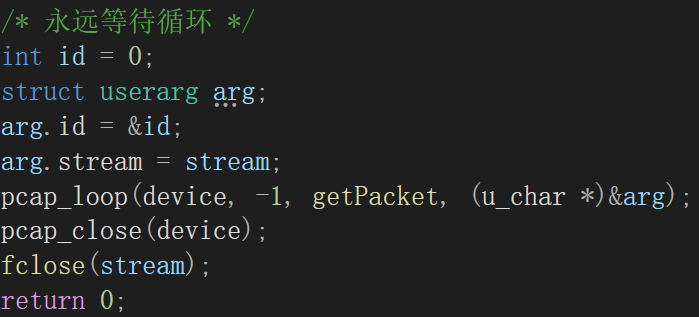 /* 永远等待循环 */
int id = 0;
struct userarg arg;
arg.id = &id;
arg.stream = stream;
pcap_loop(device, -1, getPacket, (u_char *)&arg);
pcap_close(device);
fclose(stream);
return 0;